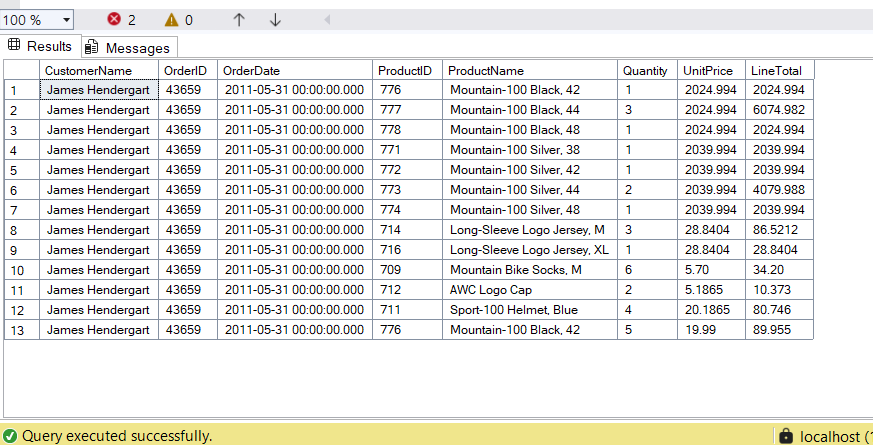 100 % 2 0
Results Messages
CustomerName OrderID OrderDate ProductID ProductName Quantity UnitPrice LineTotal
1 James Hendergart 43659 2011-05-31 00:00:00.000 776 Mountain-100 Black, 42 1 2024.994 2024.994
2 James Hendergart 43659 2011-05-31 00:00:00.000 777 Mountain-100 Black, 44 3 2024.994 6074.982
3 James Hendergart 43659 2011-05-31 00:00:00.000 778 Mountain-100 Black, 48 1 2024.994 2024.994
4 James Hendergart 43659 2011-05-31 00:00:00.000 771 Mountain-100 Silver, 38 1 2039.994 2039.994
5 James Hendergart 43659 2011-05-31 00:00:00.000 772 Mountain-100 Silver, 42 1 2039.994 2039.994
6 James Hendergart 43659 2011-05-31 00:00:00.000 773 Mountain-100 Silver, 44 2 2039.994 4079.988
7 James Hendergart 43659 2011-05-31 00:00:00.000 774 Mountain-100 Silver, 48 1 2039.994 2039.994
8 James Hendergart 43659 2011-05-31 00:00:00.000 714 Long-Sleeve Logo Jersey, M 3 28.8404 86.5212
9 James Hendergart 43659 2011-05-31 00:00:00.000 716 Long-Sleeve Logo Jersey, XL 1 28.8404 28.8404
10 James Hendergart 43659 2011-05-31 00:00:00.000 709 Mountain Bike Socks, M 6 5.70 34.20
11 James Hendergart 43659 2011-05-31 00:00:00.000 712 AWC Logo Cap 2 5.1865 10.373
12 James Hendergart 43659 2011-05-31 00:00:00.000 711 Sport-100 Helmet, Blue 4 20.1865 80.746
13 James Hendergart 43659 2011-05-31 00:00:00.000 776 Mountain-100 Black, 42 5 19.99 89.955
Query executed successfully. localhost (